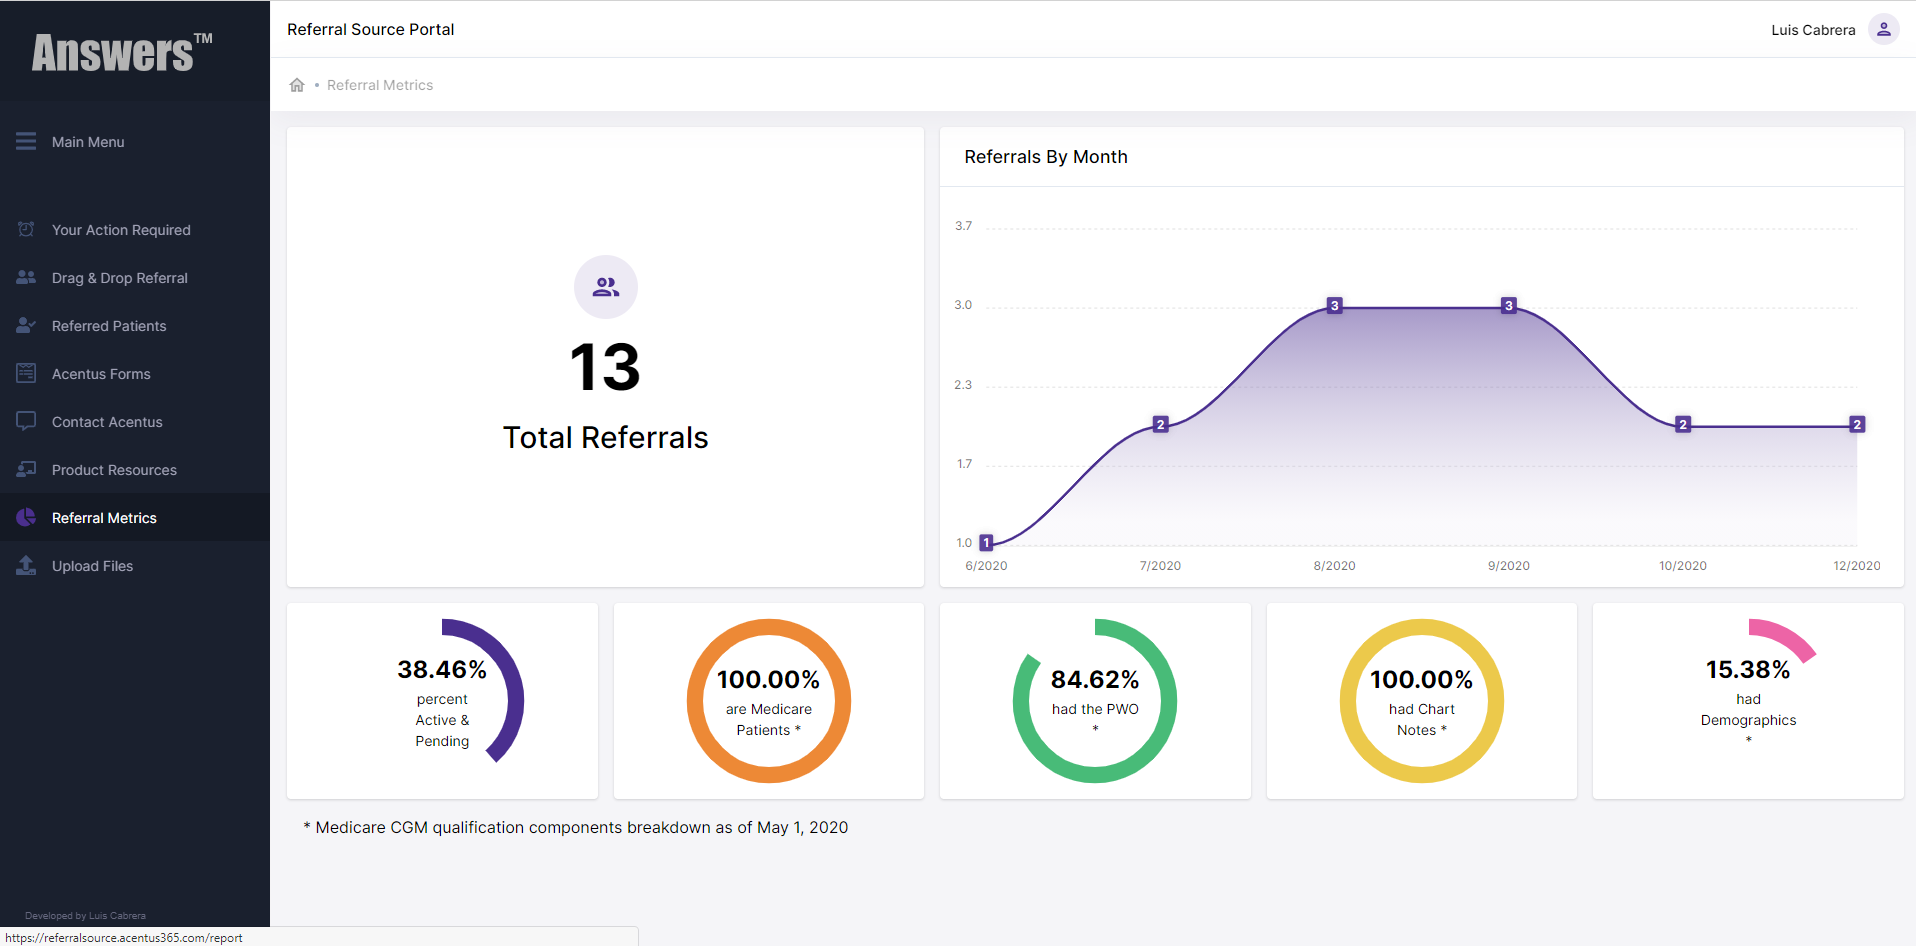 Answers™
Main Menu
Your Action Required
Drag & Drop Referral
Referred Patients
Acentus Forms
Contact Acentus
Product Resources
Referral Metrics
Upload Files
Developed by Luis Cabrera
https://referralsource.acentus365.com/report
Referral Source Portal
Luis Cabrera
• Referral Metrics
13
Total Referrals
Referrals By Month
3.7
3.0
2.3
1.7
1.0
1
2
3
3
2
2
6/2020
7/2020
8/2020
9/2020
10/2020
12/2020
38.46%
percent
Active &
Pending
100.00%
are Medicare
Patients *
84.62%
had the PWO
*
100.00%
had Chart
Notes *
15.38%
had
Demographics
*
* Medicare CGM qualification components breakdown as of May 1, 2020